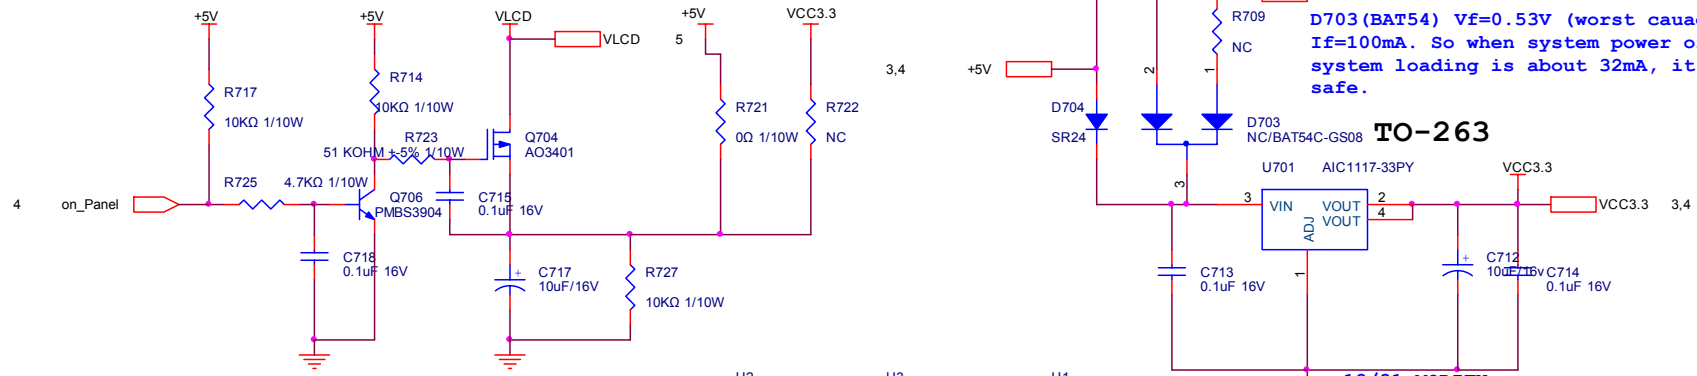 +5V
+5V
VLCD
+5V
VCC3.3
VLCD
5
R717
10KΩ 1/10W
R714
10KΩ 1/10W
R723
51 KOHM +-5% 1/10W
Q704
AO3401
R721
0Ω 1/10W
R722
NC
4
on_Panel
R725
4.7KΩ 1/10W
Q706
PMBS3904
C715
0.1uF 16V
C718
0.1uF 16V
C717
10uF/16V
R727
10KΩ 1/10W
3,4
+5V
R709
NC
D703(BAT54) Vf=0.53V (worst
If=100mA. So when system power
system loading is about 32mA, it
safe.
2
1
D704
SR24
D703
NC/BAT54C-GS08
TO-263
U701
AIC1117-33PY
VCC3.3
3
3
VIN
VOUT
2
VOUT
4
ADJ
1
VCC3.3
3,4
C713
0.1uF 16V
C712
10uF/16v
C714
0.1uF 16V